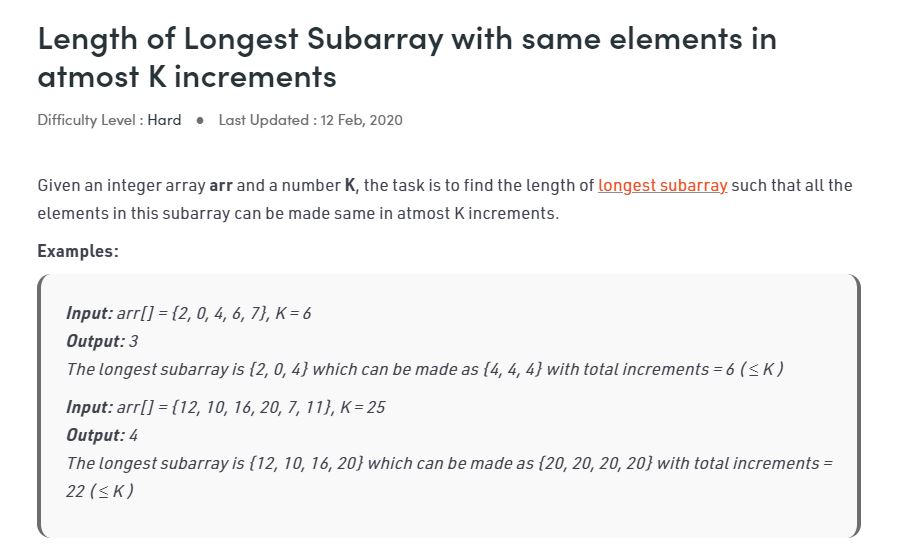 Length of Longest Subarray with same elements in
atmost K increments
Difficulty Level : Hard ● Last Updated : 12 Feb, 2020
Given an integer array arr and a number K, the task is to find the length of longest subarray such that all the
elements in this subarray can be made same in atmost K increments.
Examples:
Input: arr[] = {2, 0, 4, 6, 7}, K = 6
Output: 3
The longest subarray is {2, 0, 4} which can be made as {4, 4, 4} with total increments = 6 ( ≤ K )
Input: arr[] = {12, 10, 16, 20, 7, 11}, K = 25
Output: 4
The longest subarray is {12, 10, 16, 20} which can be made as {20, 20, 20, 20} with total increments =
22 ( ≤ K )